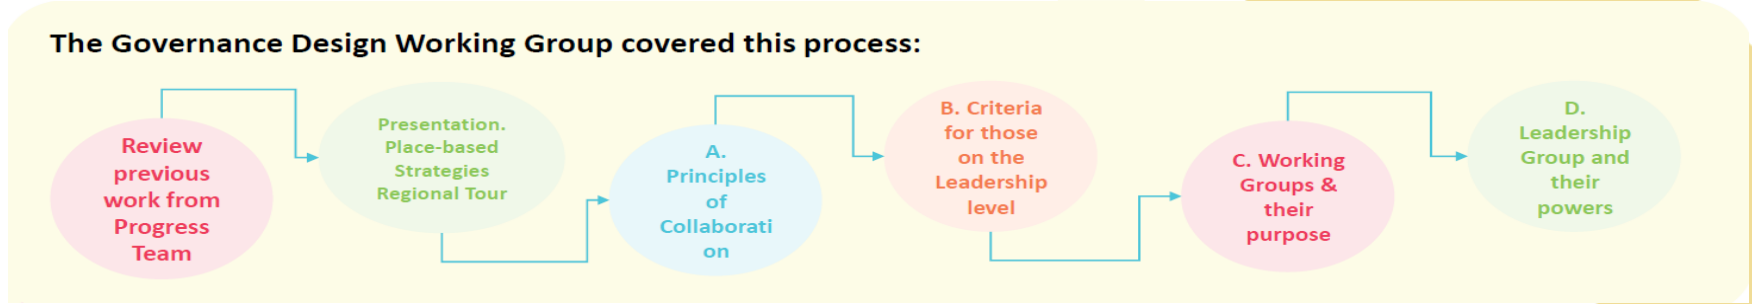 The Governance Design Working Group covered this process:
Review
previous
work from
Progress
Team
Presentation.
Place-based
Strategies
Regional Tour
A.
Principles
of
Collaborati
on
B. Criteria
for those
on the
Leadership
level
C. Working
Groups &
their
purpose
D.
Leadership
Group and
their
powers